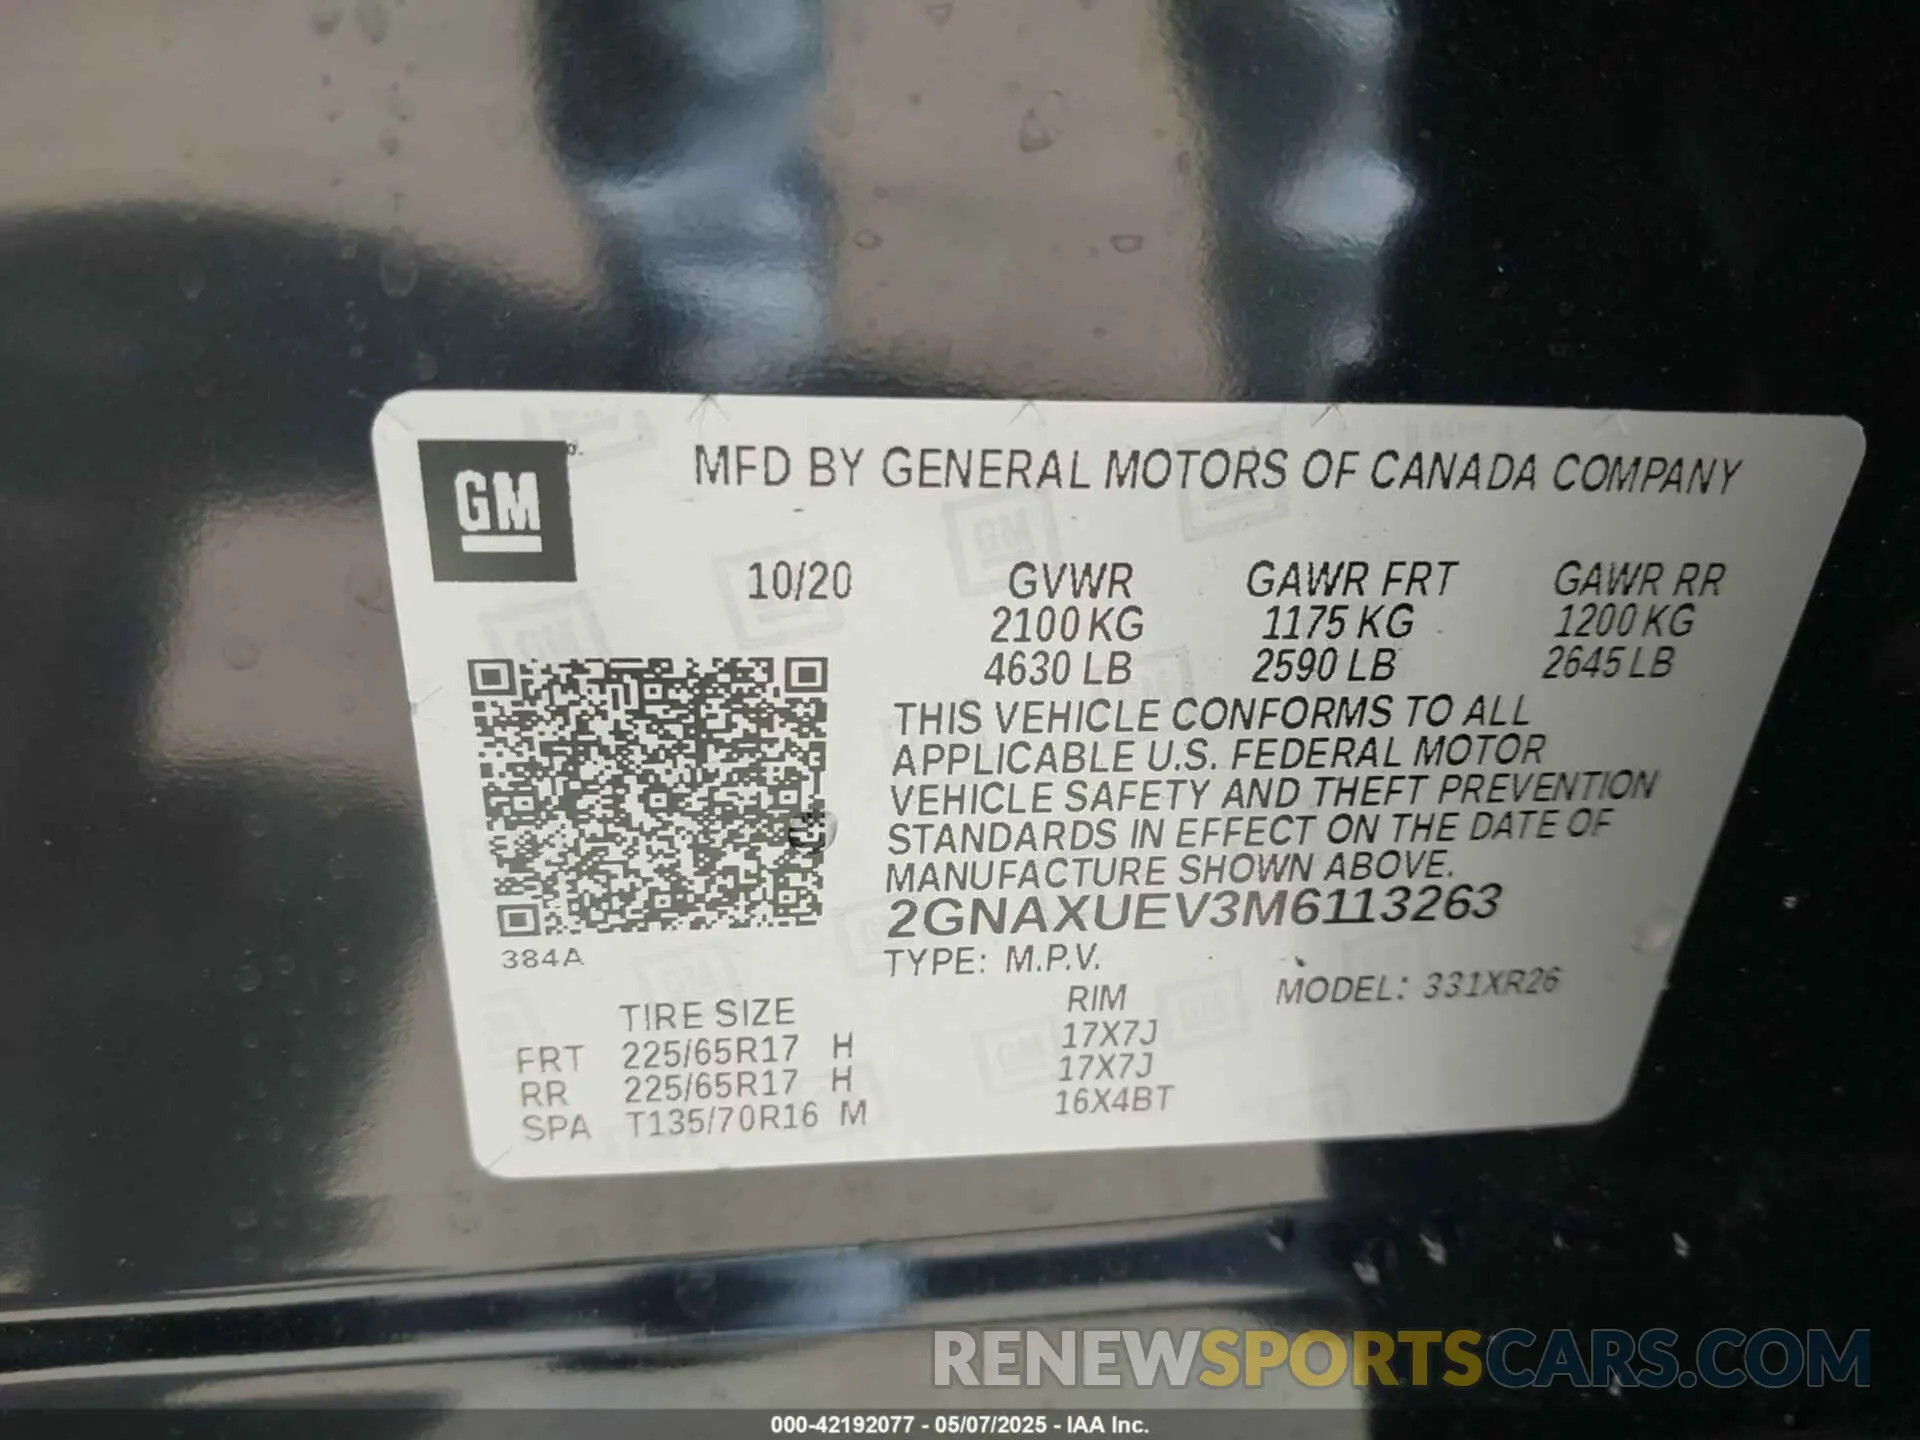 GM
MFD BY GENERAL MOTORS OF CANADA COMPANY
10/20 GVWR GAWR FRT GAWR RR
2100 KG 1175 KG 1200 KG
4630 LB 2590 LB 2645 LB
THIS VEHICLE CONFORMS TO ALL
APPLICABLE U.S. FEDERAL MOTOR
VEHICLE SAFETY AND THEFT PREVENTION
STANDARDS IN EFFECT ON THE DATE OF
MANUFACTURE SHOWN ABOVE.
2GNAXUEV3M6113263
384A
TYPE: M.P.V.
MODEL: 331XR26
TIRE SIZE RIM
FRT 225/65R17 H 17X7J
RR 225/65R17 H 17X7J
SPA T135/70R16 M 16X4BT
RENEWSPORTSCARS.COM
000-42192077 - 05/07/2025 - IAA Inc.